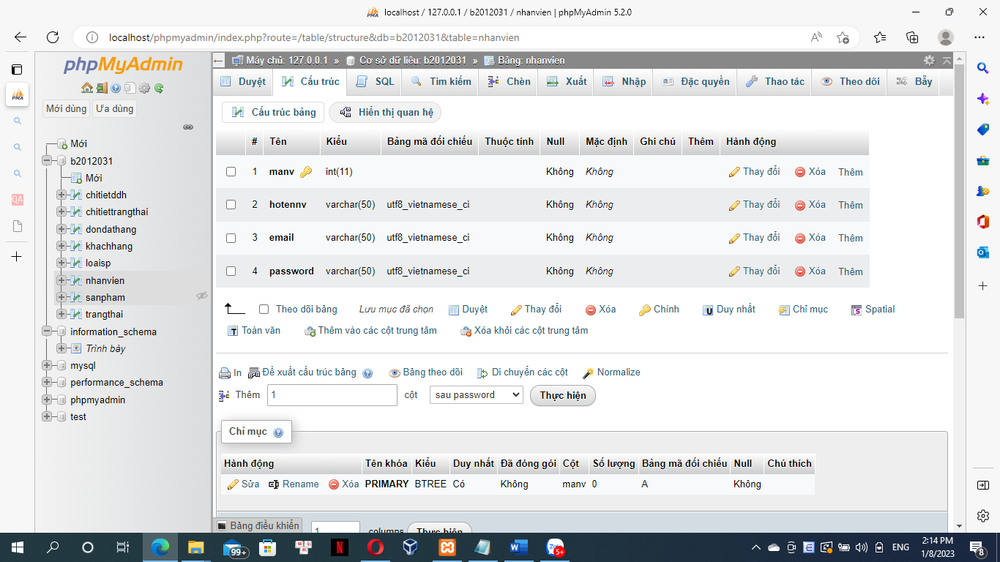 localhost / 127.0.0.1 / b2012031 / nhanvien | phpMyAdmin 5.2.0
localhost/phpmyadmin/index.php?route=/table/structure&db=b2012031&table=nhanvien
phpMyAdmin
Mới dùng Ưa dùng
Mới
b2012031
Mới
chitietddh
chitiettrangthai
dondathang
khachhang
loaisp
nhanvien
sanpham
trangthai
information_schema
Trình bày
mysql
performance_schema
phpmyadmin
test
Máy chủ: 127.0.0.1 » Cơ sở dữ liệu: b2012031 » Bảng: nhanvien
Duyệt Cấu trúc SQL Tìm kiếm Chèn Xuất Nhập Đặc quyền Thao tác Theo dõi Bẫy
Cấu trúc bảng Hiển thị quan hệ
# Tên Kiểu Bảng mã đối chiếu Thuộc tính Null Mặc định Ghi chú Thêm Hành động
1 manv int(11) Không Không Thay đổi Xóa Thêm
2 hotennv varchar(50) utf8_vietnamese_ci Không Không Thay đổi Xóa Thêm
3 email varchar(50) utf8_vietnamese_ci Không Không Thay đổi Xóa Thêm
4 password varchar(50) utf8_vietnamese_ci Không Không Thay đổi Xóa Thêm
Theo dõi bảng Lưu mục đã chọn Duyệt Thay đổi Xóa Chính Duy nhất Chỉ mục Spatial
Toàn văn Thêm vào các cột trung tâm Xóa khỏi các cột trung tâm
In Đề xuất cấu trúc bảng Bảng theo dõi Di chuyển các cột Normalize
Thêm 1 cột sau password Thực hiện
Chỉ mục
Hành động Tên khóa Kiểu Duy nhất Đã đóng gói Cột Số lượng Bảng mã đối chiếu Null Chú thích
Sửa Rename Xóa PRIMARY BTREE Có Không manv 0 A Không
Bảng điều khiển 1 columns Thực hiện
99+ 5+ ENG 2:14 PM
1/8/2023 8